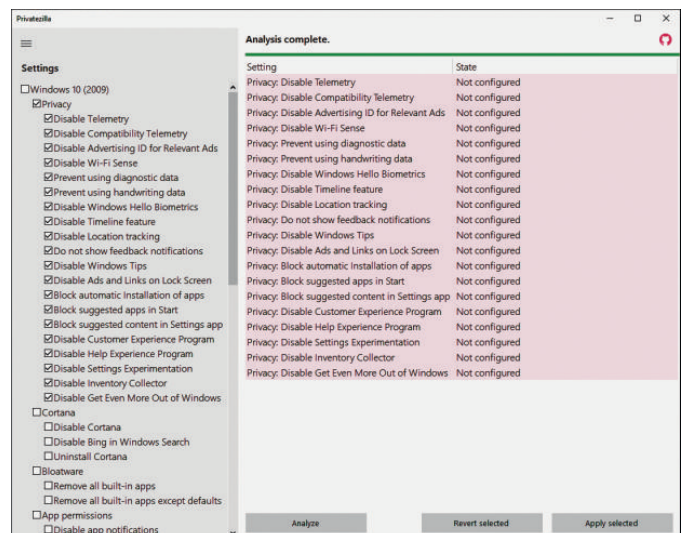 Privatezilla
Analysis complete.
Settings
Windows 10 (2009)
Privacy
Disable Telemetry
Disable Compatibility Telemetry
Disable Advertising ID for Relevant Ads
Disable Wi-Fi Sense
Prevent using diagnostic data
Prevent using handwriting data
Disable Windows Hello Biometrics
Disable Timeline feature
Disable Location tracking
Do not show feedback notifications
Disable Windows Tips
Disable Ads and Links on Lock Screen
Block automatic Installation of apps
Block suggested apps in Start
Block suggested content in Settings app
Disable Customer Experience Program
Disable Help Experience Program
Disable Settings Experimentation
Disable Inventory Collector
Disable Get Even More Out of Windows
Cortana
Disable Cortana
Disable Bing in Windows Search
Uninstall Cortana
Bloatware
Remove all built-in apps
Remove all built-in apps except defaults
App permissions
Disable app notifications
Setting State
Privacy: Disable Telemetry Not configured
Privacy: Disable Compatibility Telemetry Not configured
Privacy: Disable Advertising ID for Relevant Ads Not configured
Privacy: Disable Wi-Fi Sense Not configured
Privacy: Prevent using diagnostic data Not configured
Privacy: Prevent using handwriting data Not configured
Privacy: Disable Windows Hello Biometrics Not configured
Privacy: Disable Timeline feature Not configured
Privacy: Disable Location tracking Not configured
Privacy: Do not show feedback notifications Not configured
Privacy: Disable Windows Tips Not configured
Privacy: Disable Ads and Links on Lock Screen Not configured
Privacy: Block automatic Installation of apps Not configured
Privacy: Block suggested apps in Start Not configured
Privacy: Block suggested content in Settings app Not configured
Privacy: Disable Customer Experience Program Not configured
Privacy: Disable Help Experience Program Not configured
Privacy: Disable Settings Experimentation Not configured
Privacy: Disable Inventory Collector Not configured
Privacy: Disable Get Even More Out of Windows Not configured
Analyze Revert selected Apply selected